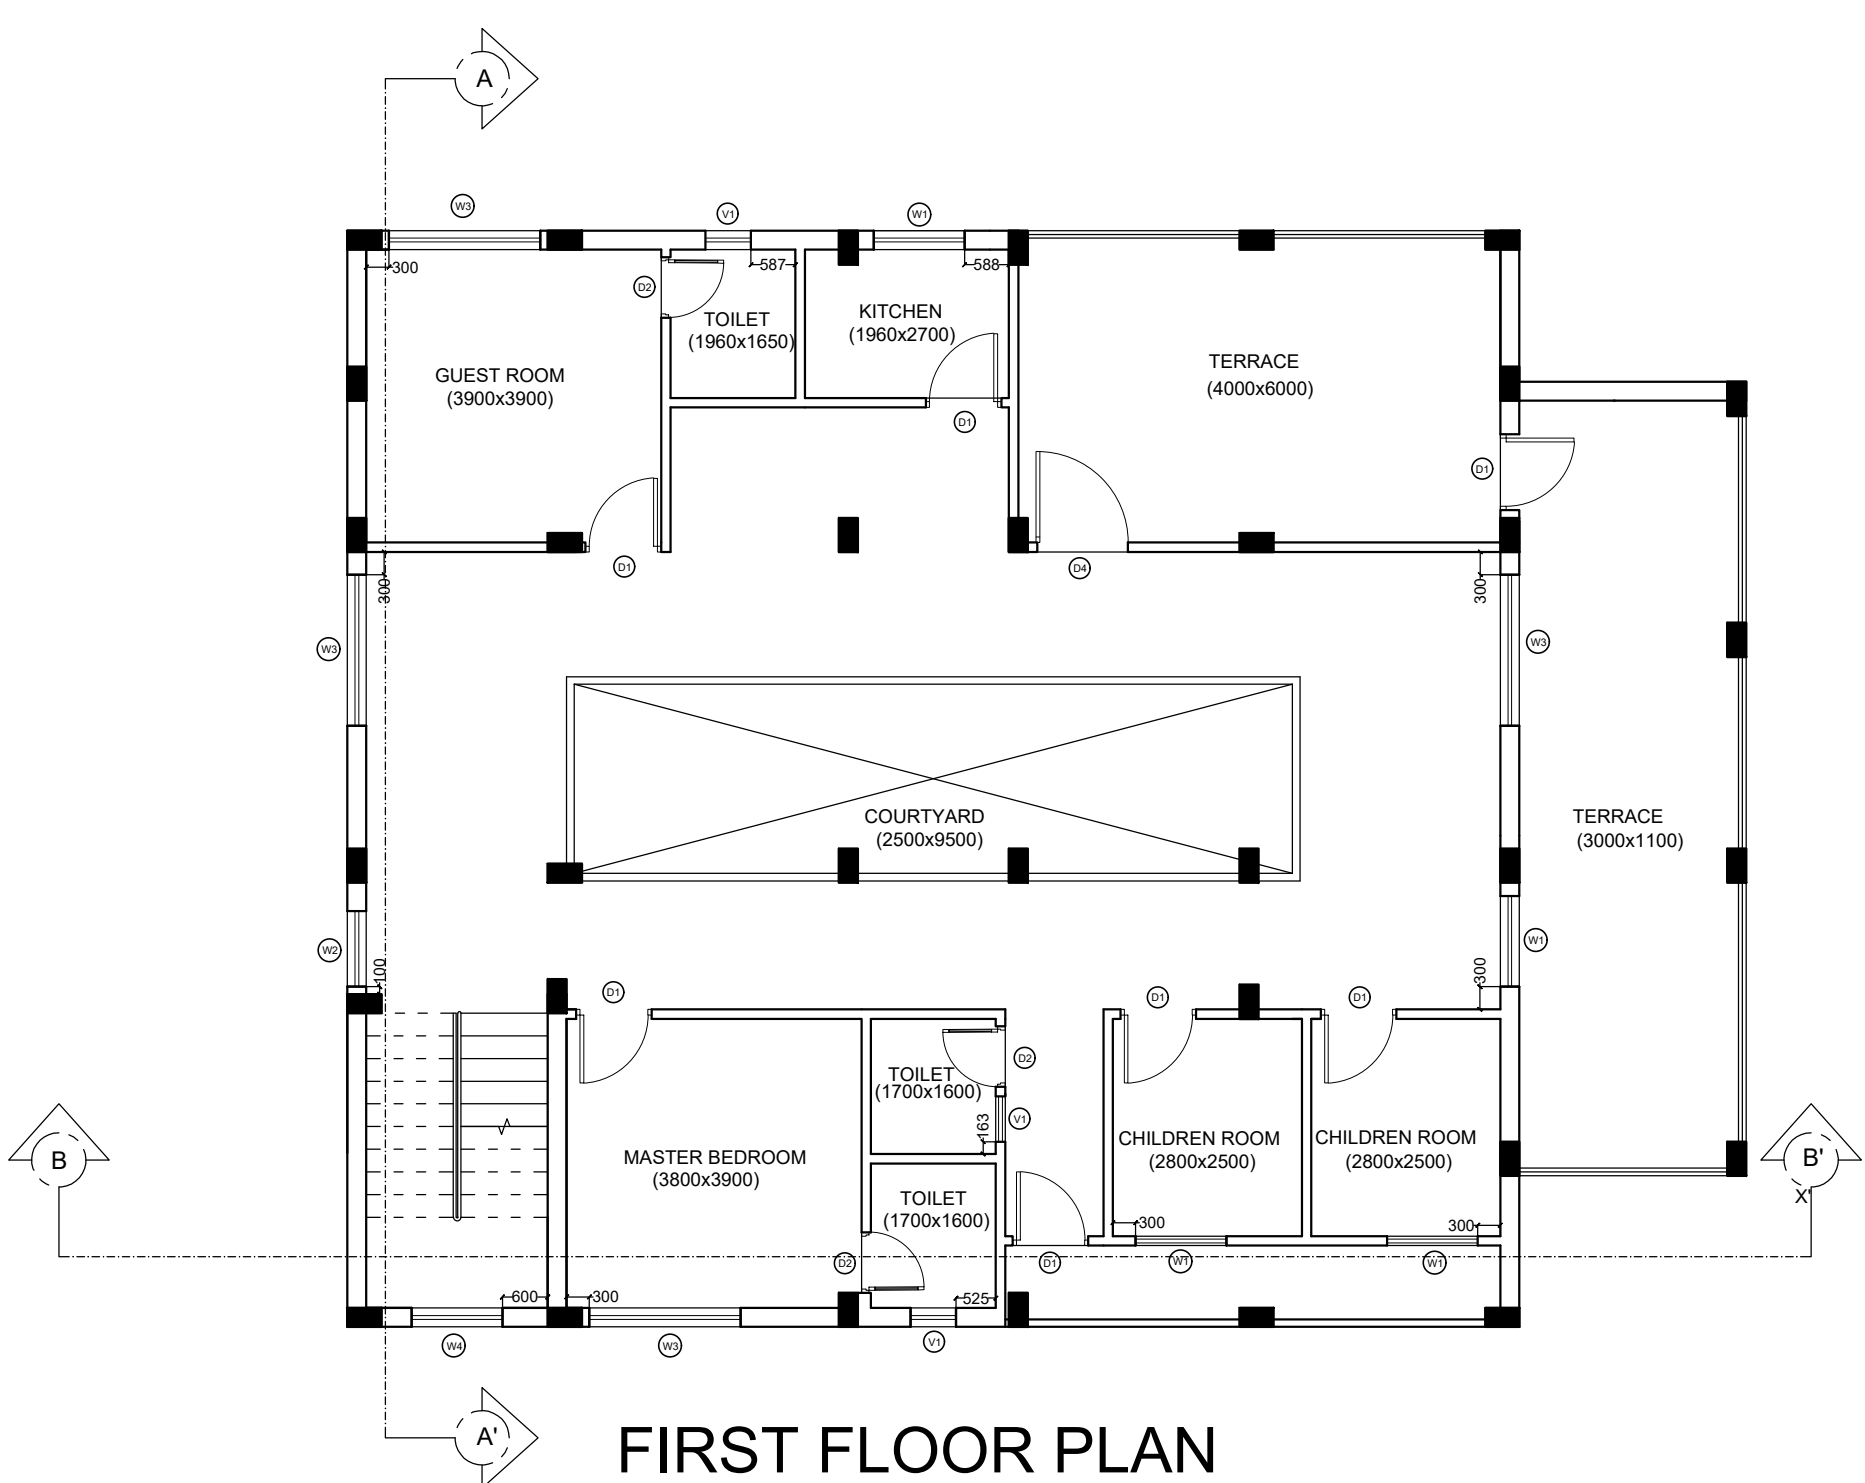 A
W3
V1
W1
300
587
588
D2
TOILET
(1960x1650)
KITCHEN
(1960x2700)
GUEST ROOM
(3900x3900)
TERRACE
(4000x6000)
D1
D1
D1
D4
300
300
W3
W3
COURTYARD
(2500x9500)
TERRACE
(3000x1100)
W2
W1
100
300
D1
D1
D1
D2
TOILET
(1700x1600)
V1
163
MASTER BEDROOM
(3800x3900)
CHILDREN ROOM
(2800x2500)
CHILDREN ROOM
(2800x2500)
B
B'
X'
TOILET
(1700x1600)
300
300
D2
D1
W1
W1
600
300
525
W4
W3
V1
A'
FIRST FLOOR PLAN